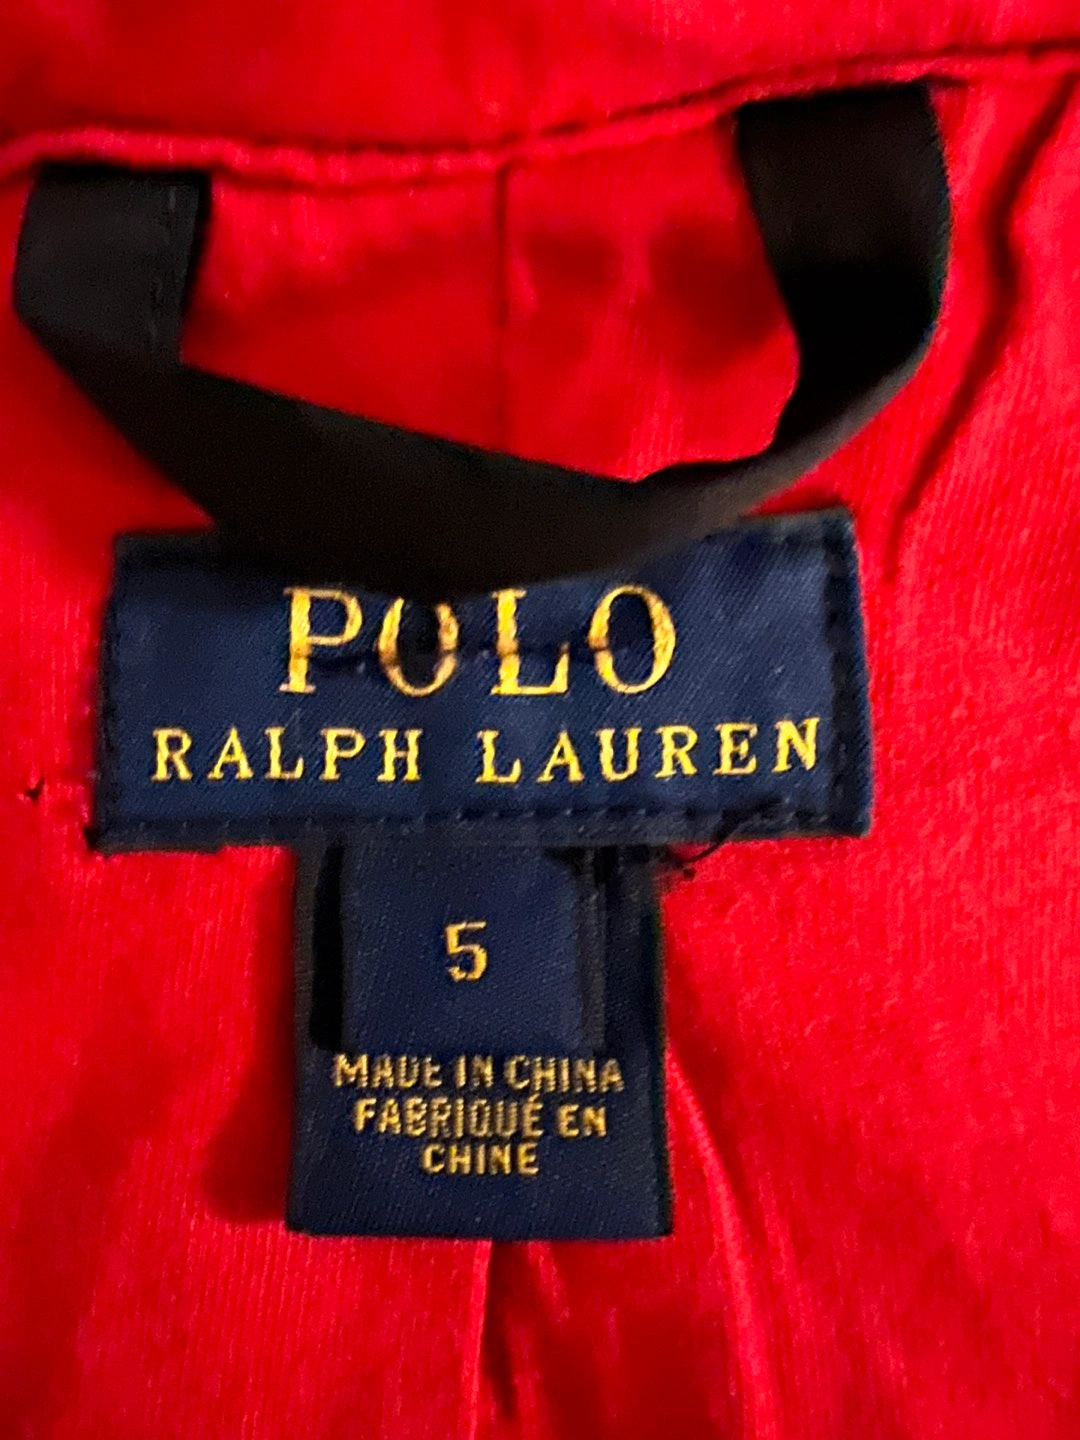 POLO
RALPH LAUREN
5
MADE IN CHINA
FABRIQUÉ EN
CHINE